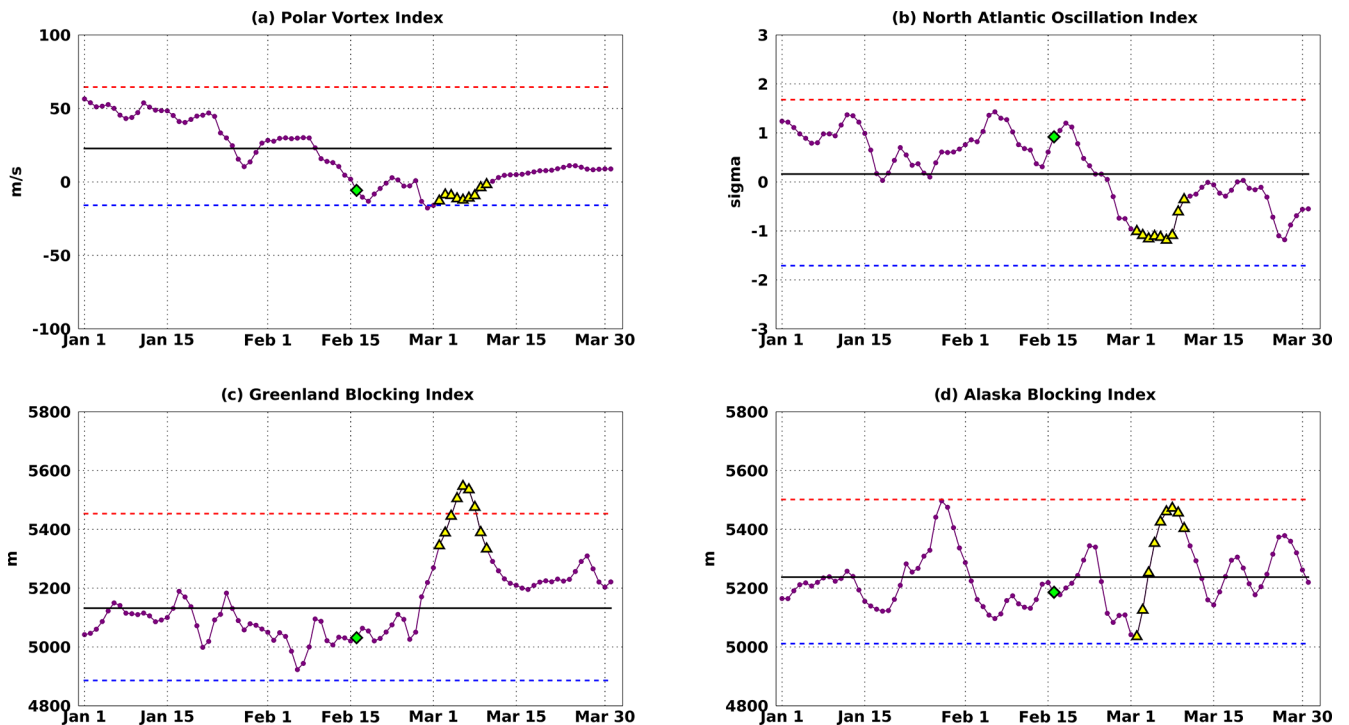 (a) Polar Vortex Index
100
50
0
-50
-100
m/s
Jan 1 Jan 15 Feb 1 Feb 15 Mar 1 Mar 15 Mar 30
(b) North Atlantic Oscillation Index
3
2
1
0
-1
-2
-3
sigma
Jan 1 Jan 15 Feb 1 Feb 15 Mar 1 Mar 15 Mar 30
(c) Greenland Blocking Index
5800
5600
5400
5200
5000
4800
m
Jan 1 Jan 15 Feb 1 Feb 15 Mar 1 Mar 15 Mar 30
(d) Alaska Blocking Index
5800
5600
5400
5200
5000
4800
m
Jan 1 Jan 15 Feb 1 Feb 15 Mar 1 Mar 15 Mar 30